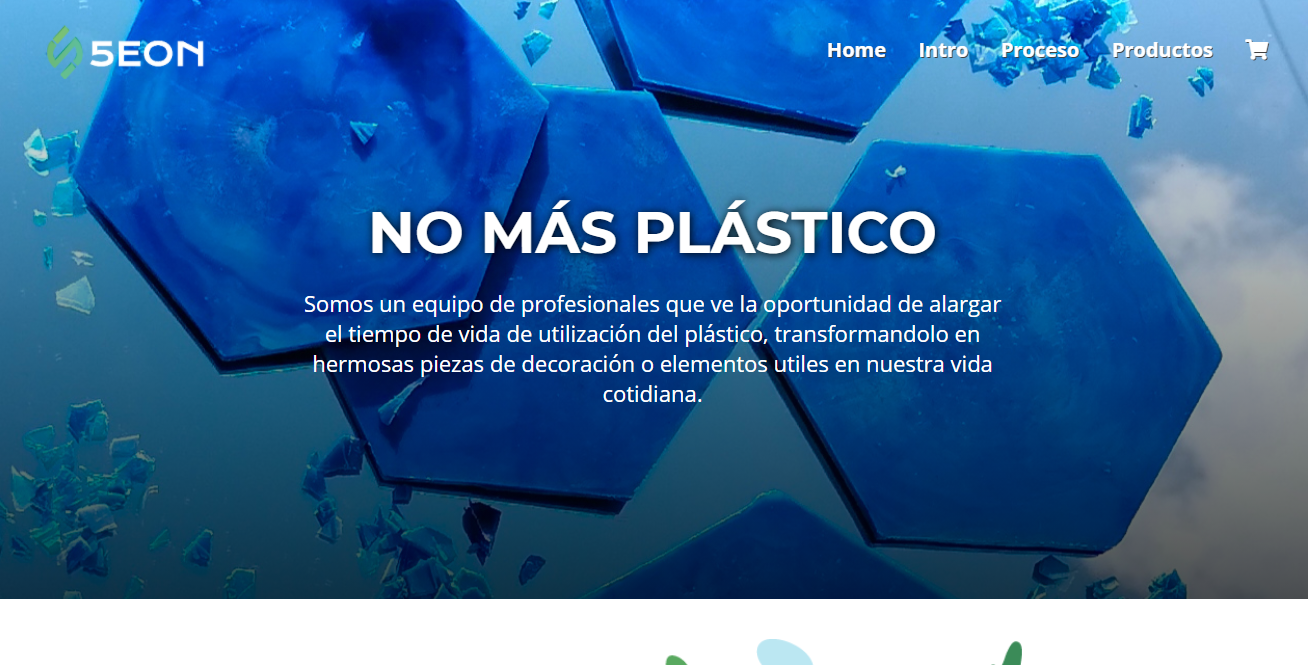 5EON
Home Intro Proceso Productos
NO MÁS PLÁSTICO
Somos un equipo de profesionales que ve la oportunidad de alargar
el tiempo de vida de utilización del plástico, transformandolo en
hermosas piezas de decoración o elementos utiles en nuestra vida
cotidiana.